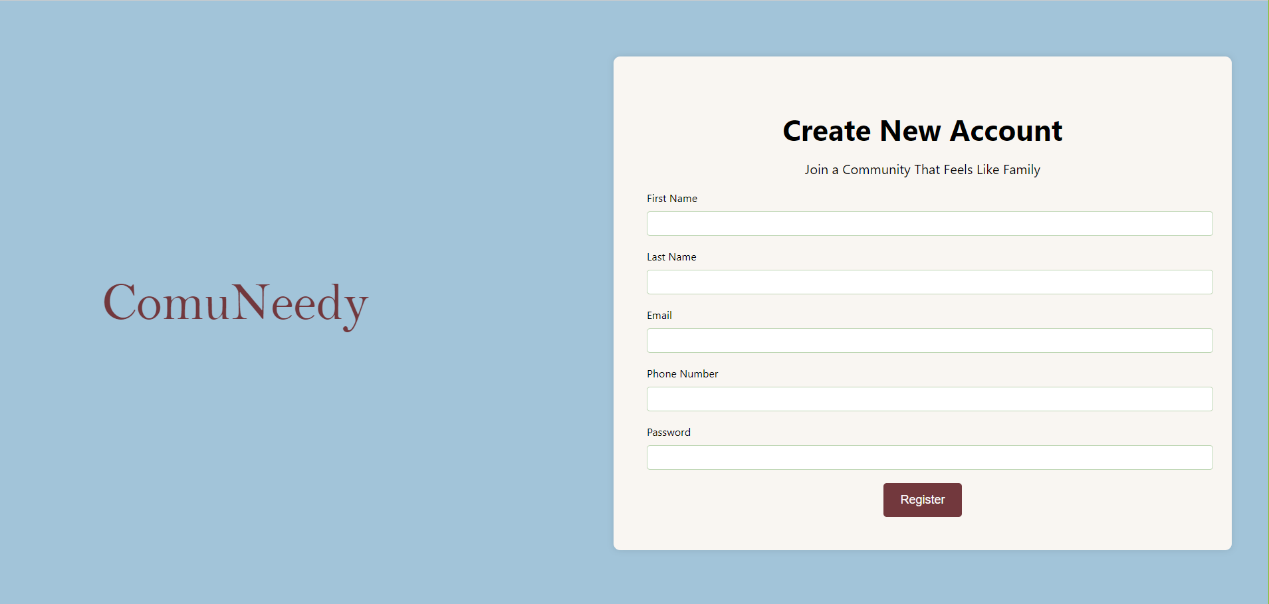 ComuNeedy
Create New Account
Join a Community That Feels Like Family
First Name
Last Name
Email
Phone Number
Password
Register